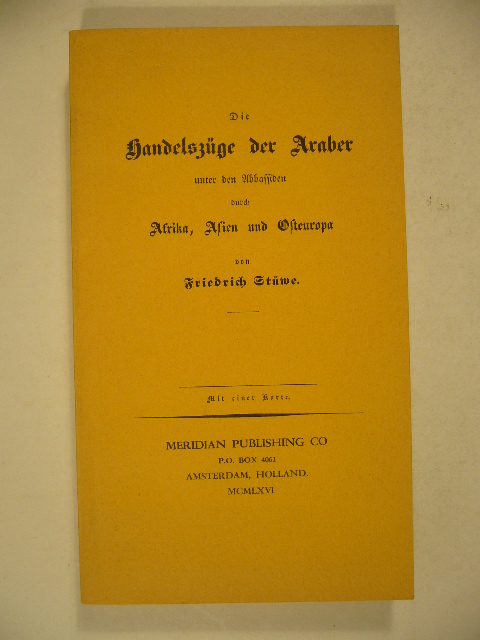 Die
Handelszüge der Araber
unter den Abbassiden
durch
Afrika, Asien und Osteuropa
von
Friedrich Stüwe.
Mit einer Karte.
MERIDIAN PUBLISHING CO
P.O. BOX 4061
AMSTERDAM, HOLLAND.
MCMLXVI